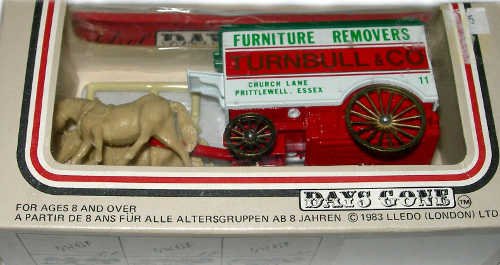 FURNITURE REMOVERS
TURNBULL & CO
CHURCH LANE
PRITTLEWELL, ESSEX
11
DAYS GONE TM
FOR AGES 8 AND OVER
A PARTIR DE 8 ANS FÜR ALLE ALTERSGRUPPEN AB 8 JAHREN © 1983 LLEDO (LONDON) LTD